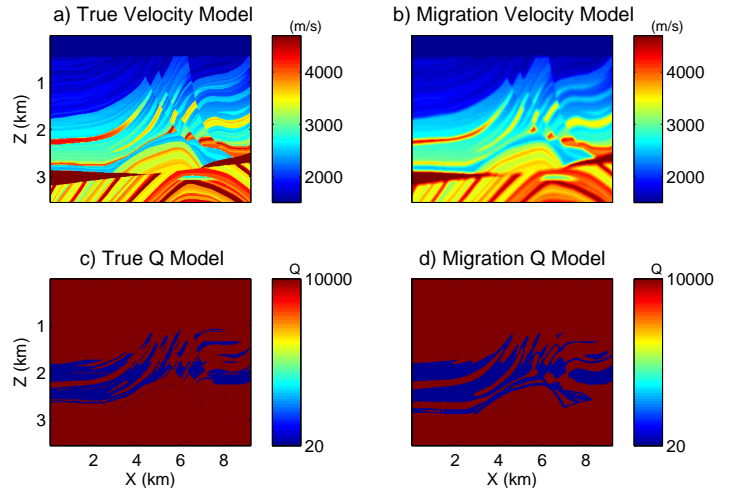 a) True Velocity Model
b) Migration Velocity Model
(m/s)
(m/s)
1
2
3
Z (km)
4000
3000
2000
4000
3000
2000
c) True Q Model
d) Migration Q Model
Q
Q
10000
10000
1
2
3
Z (km)
20
20
2
4
6
8
X (km)
2
4
6
8
X (km)